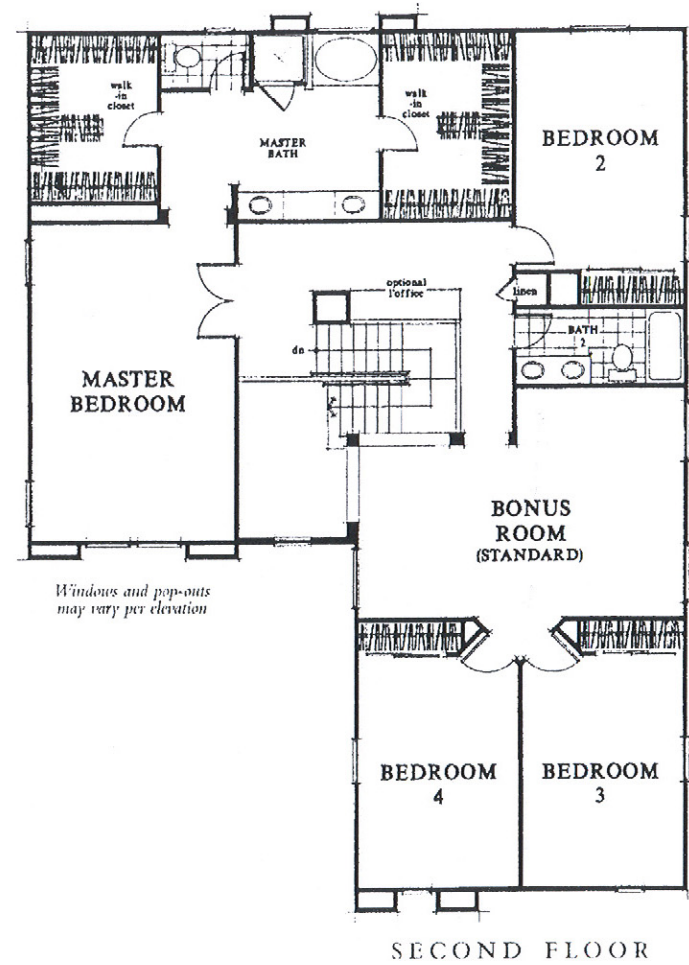 walk
-in
closet
walk
-in
closet
MASTER
BATH
BEDROOM
2
optional
l'office
linen
BATH
2
dn
MASTER
BEDROOM
BONUS
ROOM
(STANDARD)
Windows and pop-outs
may vary per elevation
BEDROOM
4
BEDROOM
3
SECOND FLOOR